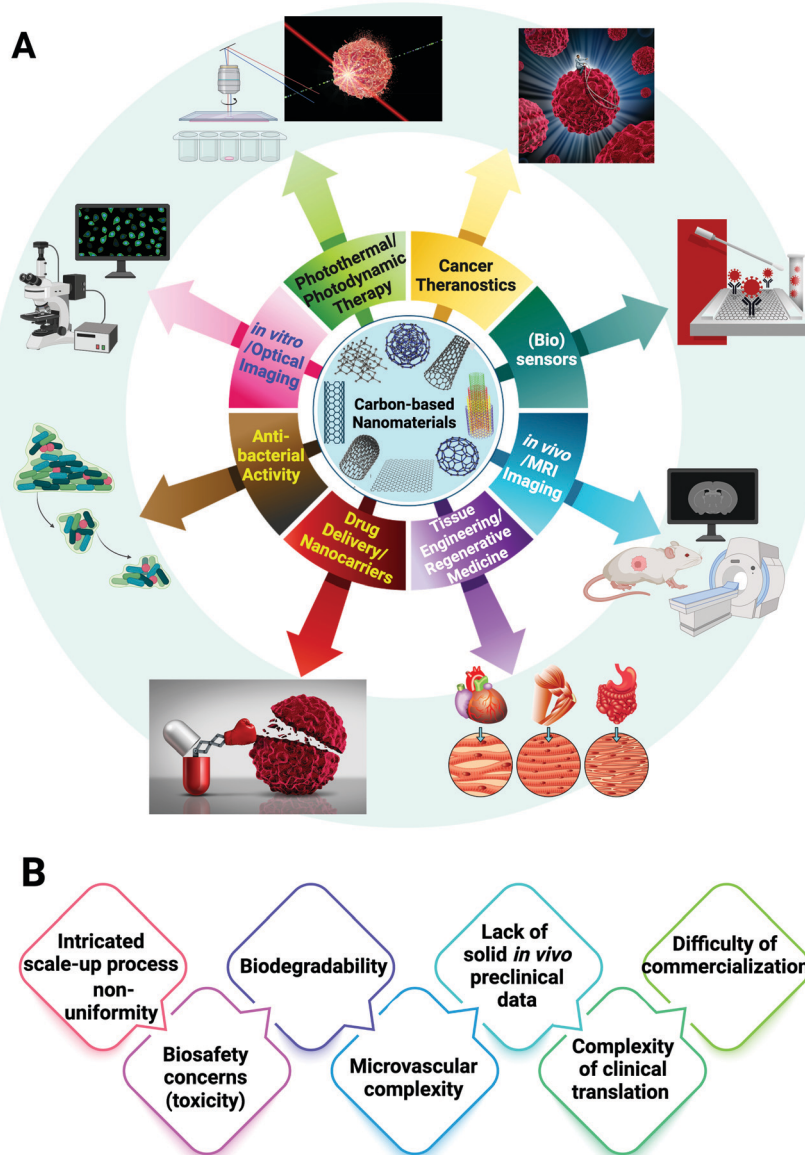 A
Photothermal/
Photodynamic
Therapy
Cancer
Theranostics
(Bio)
sensors
in vivo
/MRI
Imaging
Tissue
Engineering/
Regenerative
Medicine
Drug
Delivery/
Nanocarriers
Anti-
bacterial
Activity
in vitro
/Optical
Imaging
Carbon-based
Nanomaterials
B
Intricated
scale-up process
non-
uniformity
Biosafety
concerns
(toxicity)
Biodegradability
Microvascular
complexity
Lack of
solid in vivo
preclinical
data
Complexity
of clinical
translation
Difficulty of
commercialization